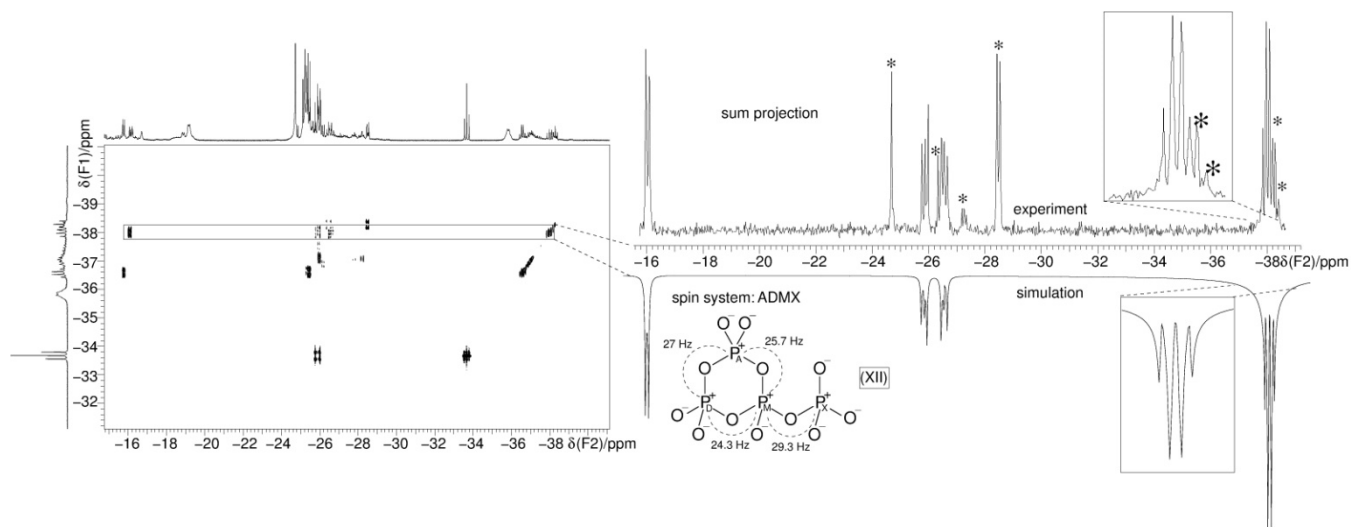 δ(F1)/ppm
−39
−38
−37
−36
−35
−34
−33
−32
−16 −18 −20 −22 −24 −26 −28 −30 −32 −34 −36 −38 δ(F2)/ppm
sum projection
* * * * * * * *
experiment
−16 −18 −20 −22 −24 −26 −28 −30 −32 −34 −36 −38 δ(F2)/ppm
simulation
spin system: ADMX
O− O−
27 Hz P+A 25.7 Hz
O O O− (XII)
P+D P+M P+X
O− O− O O− O O− O−
24.3 Hz 29.3 Hz